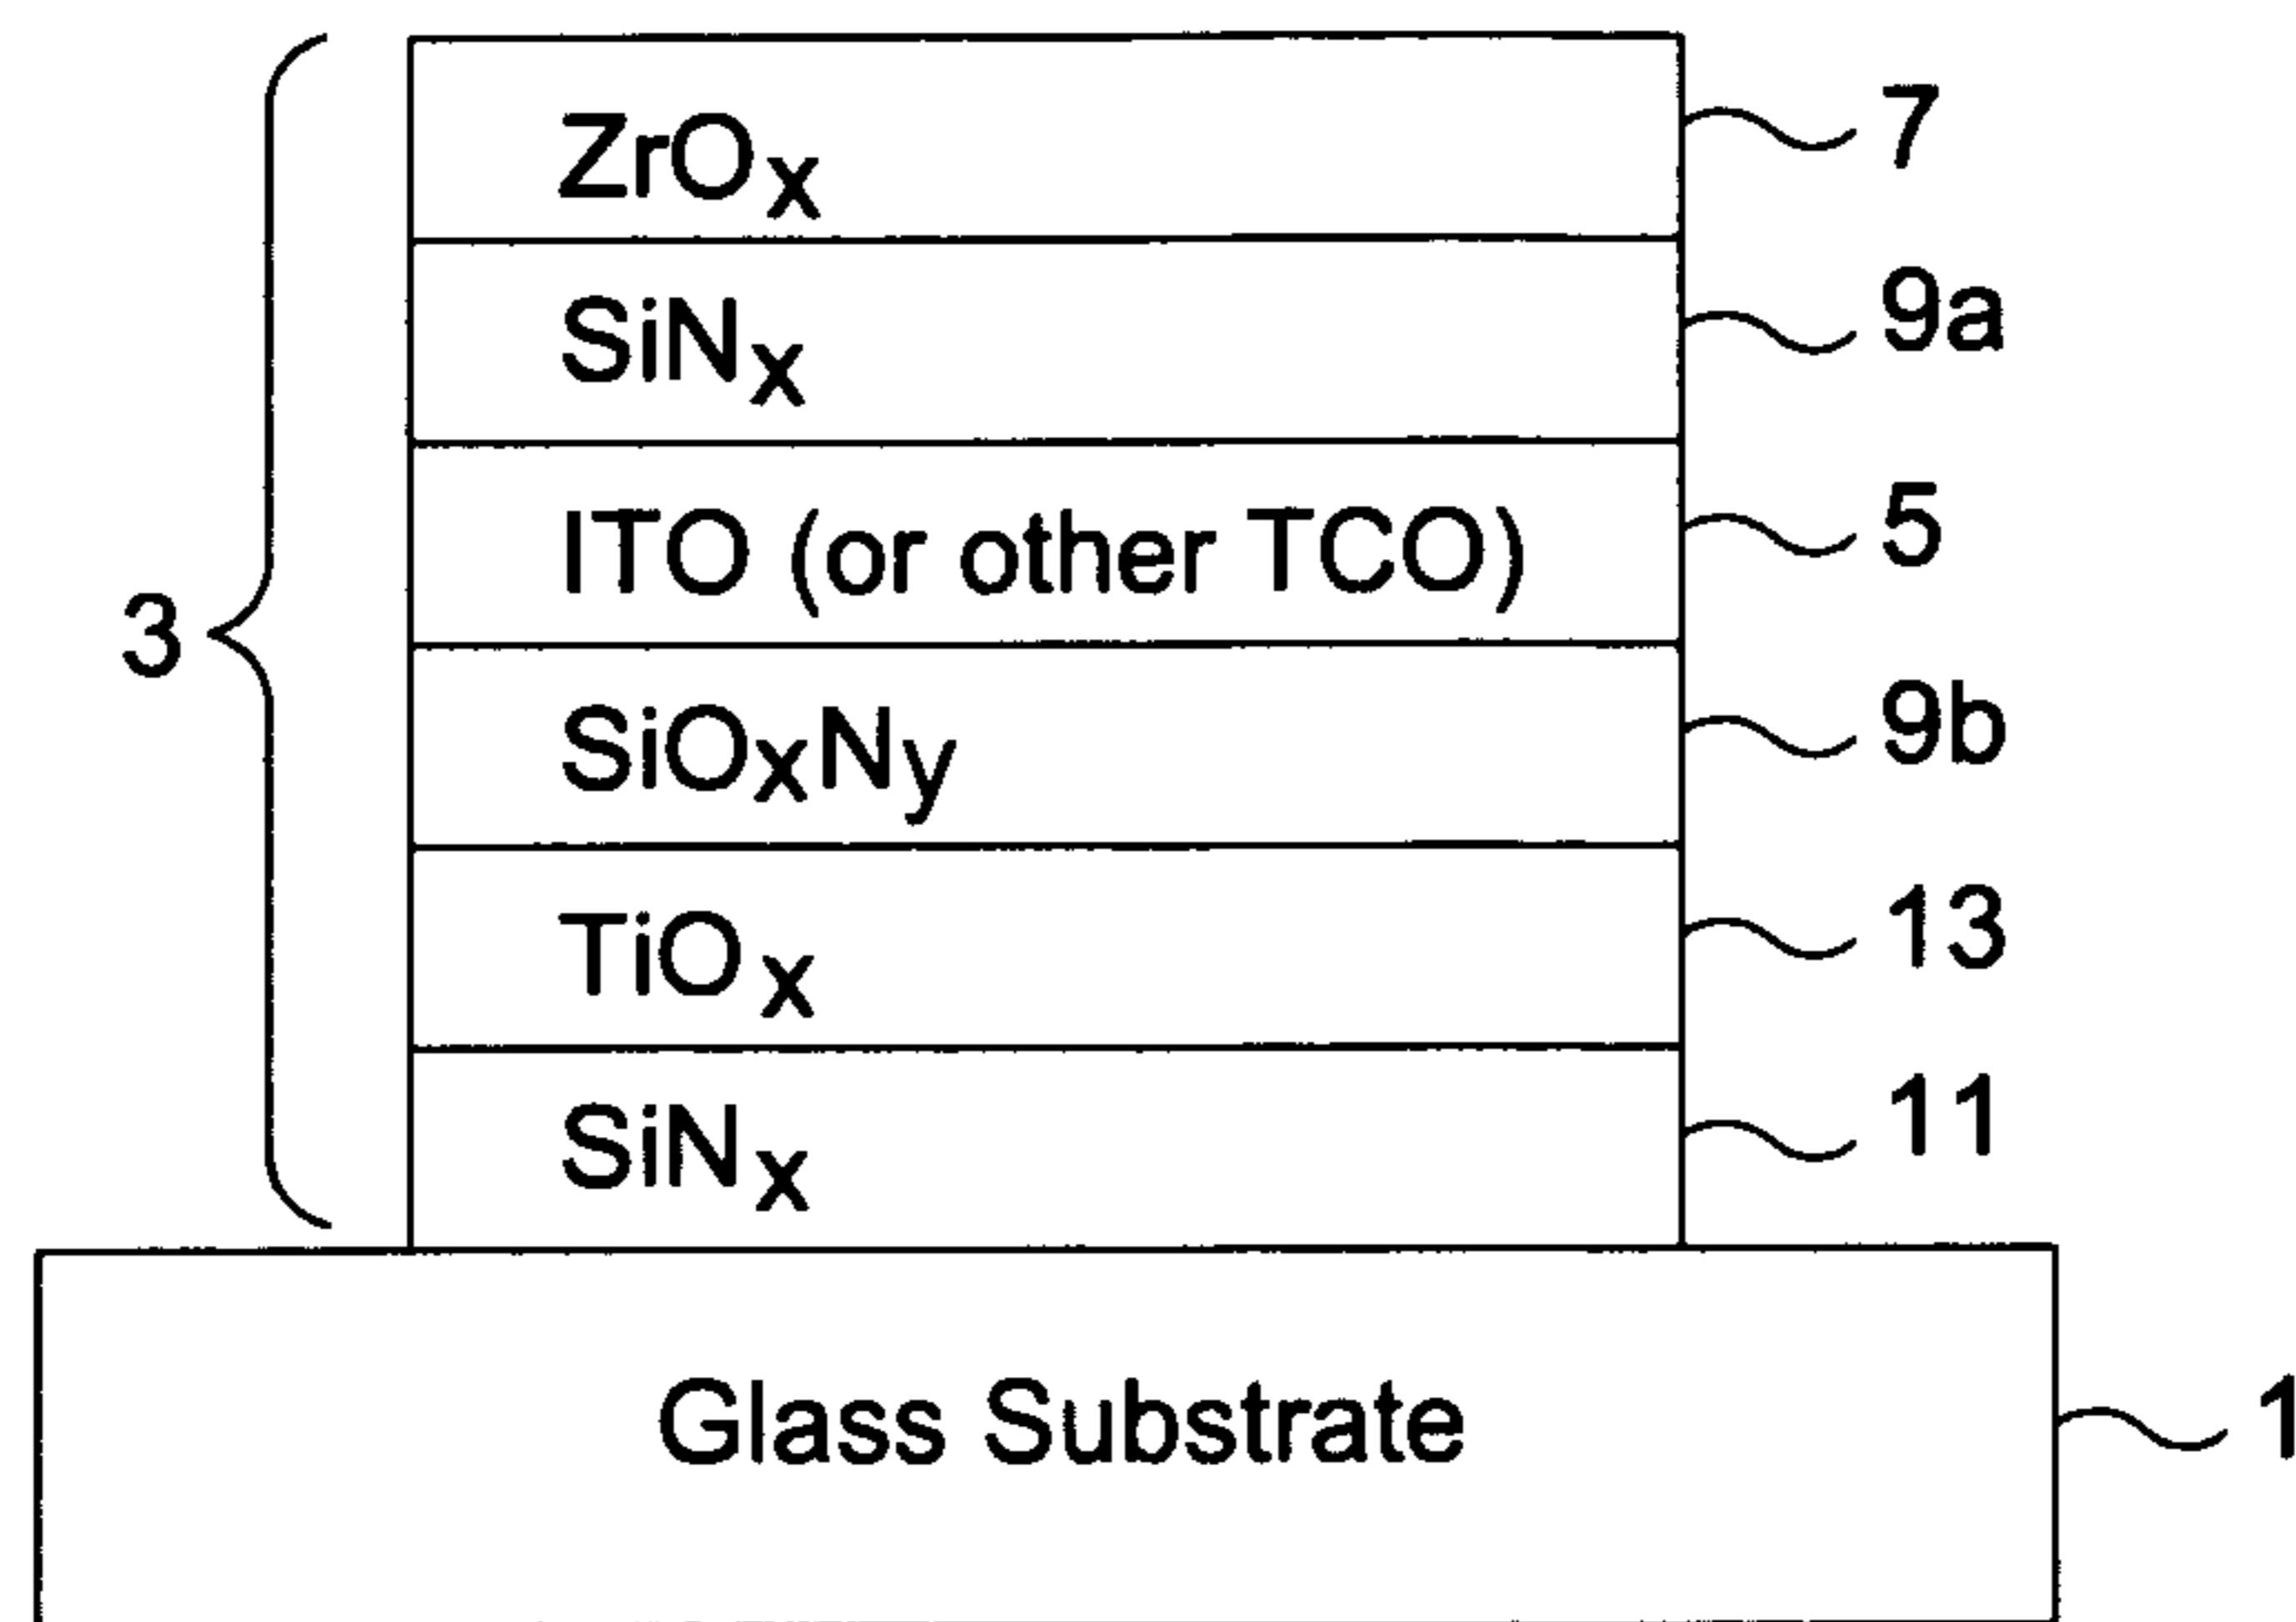 ZrOx 7
SiNx 9a
ITO (or other TCO) 5
3
SiOxNy 9b
TiOx 13
SiNx 11
Glass Substrate 1